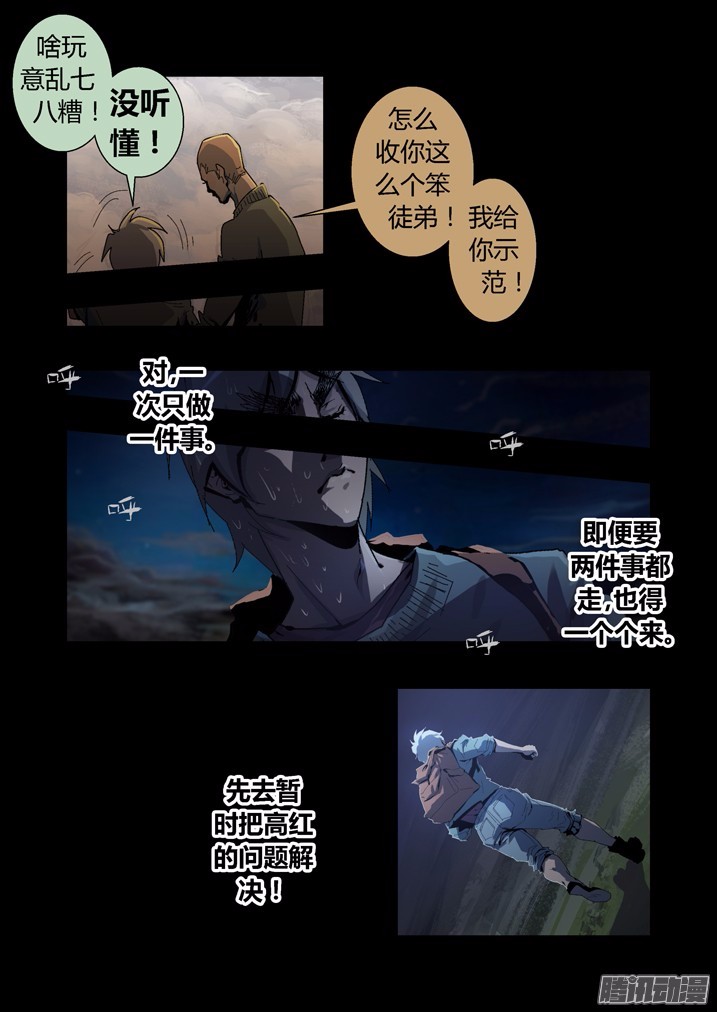 啥玩
意乱七
八糟！
没听
懂！
怎么
收你这
么个笨
徒弟！
我给
你示
范！
呼
对,一
次只做
一件事。
呼
呼
即便要
两件事都
走,也得
一个个来。
呼
先去暂
时把高红
的问题解
决！
腾讯动漫